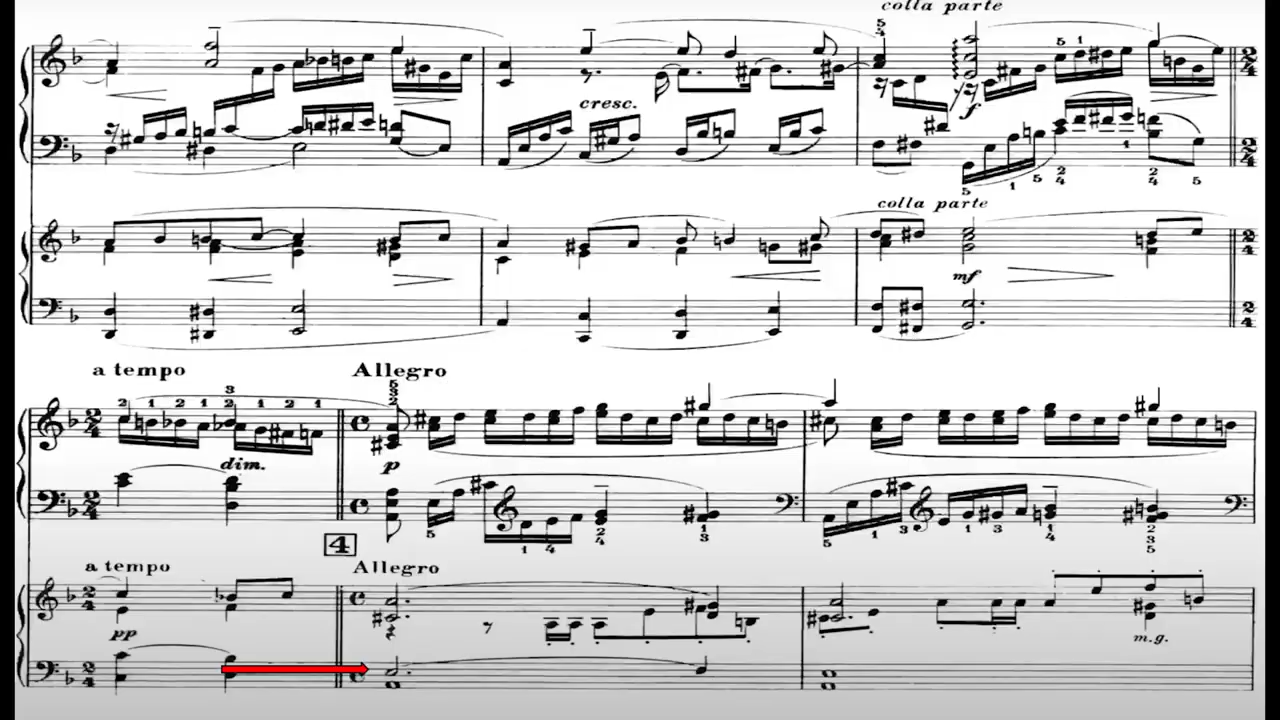 colla parte
cresc.
f
colla parte
mf
a tempo
Allegro
dim.
p
4
a tempo
Allegro
pp
m.g.